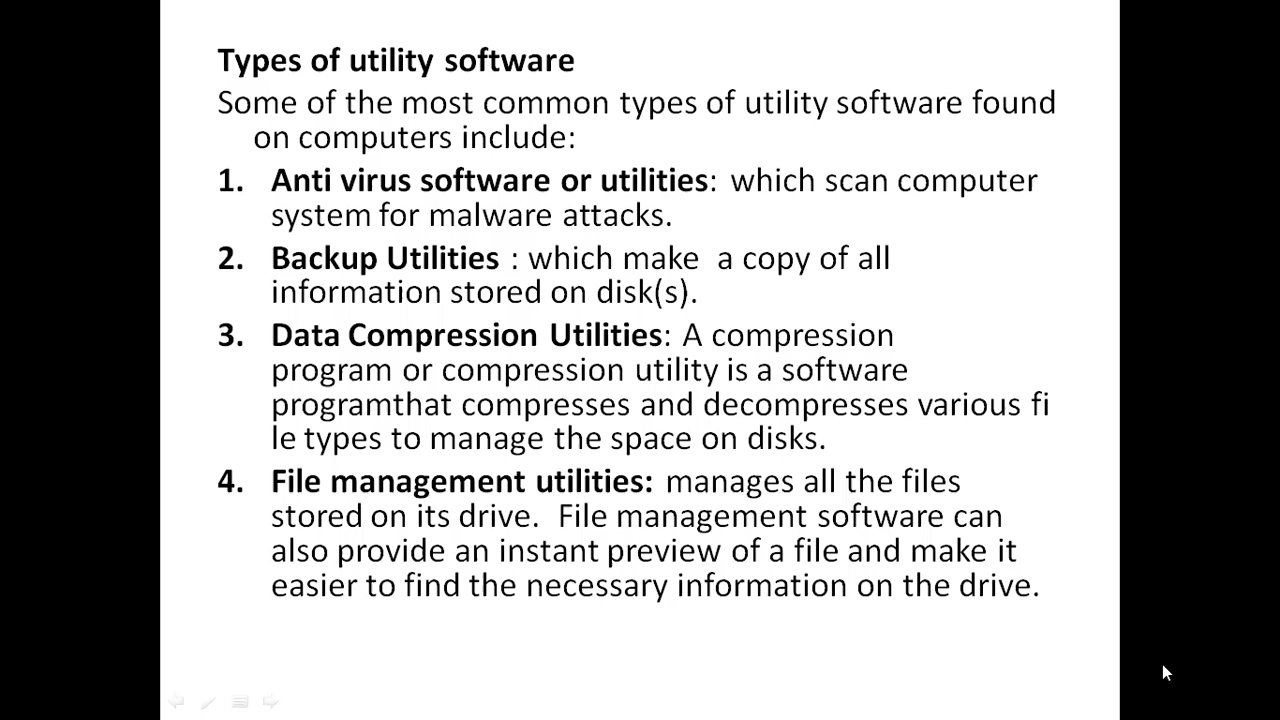 Types of utility software
Some of the most common types of utility software found
on computers include:
1. Anti virus software or utilities: which scan computer
system for malware attacks.
2. Backup Utilities : which make  a copy of all
information stored on disk(s).
3. Data Compression Utilities: A compression
program or compression utility is a software
programthat compresses and decompresses various fi
le types to manage the space on disks.
4. File management utilities: manages all the files
stored on its drive.  File management software can
also provide an instant preview of a file and make it
easier to find the necessary information on the drive.